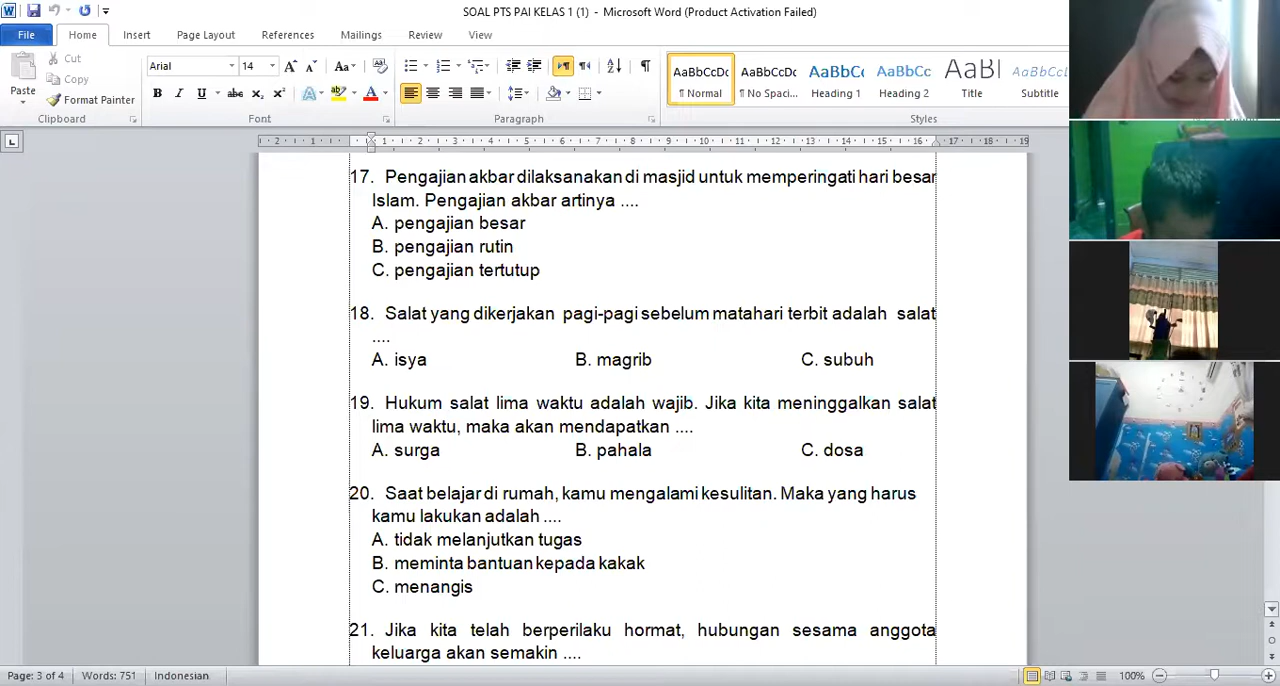 SOAL PTS PAI KELAS 1 (1) - Microsoft Word (Product Activation Failed)
File Home Insert Page Layout References Mailings Review View
Paste Cut Copy Format Painter
Arial 14
AaBbCcDc AaBbCcDc AaBbCc AaBbCc AaBl AaBbCcD
¶ Normal ¶ No Spaci... Heading 1 Heading 2 Title Subtitle
Clipboard Font Paragraph Styles
17. Pengajian akbar dilaksanakan di masjid untuk memperingati hari besar
Islam. Pengajian akbar artinya ....
A. pengajian besar
B. pengajian rutin
C. pengajian tertutup
18. Salat yang dikerjakan pagi-pagi sebelum matahari terbit adalah salat
....
A. isya B. magrib C. subuh
19. Hukum salat lima waktu adalah wajib. Jika kita meninggalkan salat
lima waktu, maka akan mendapatkan ....
A. surga B. pahala C. dosa
20. Saat belajar di rumah, kamu mengalami kesulitan. Maka yang harus
kamu lakukan adalah ....
A. tidak melanjutkan tugas
B. meminta bantuan kepada kakak
C. menangis
21. Jika kita telah berperilaku hormat, hubungan sesama anggota
keluarga akan semakin ....
Page: 3 of 4 Words: 751 Indonesian 100%